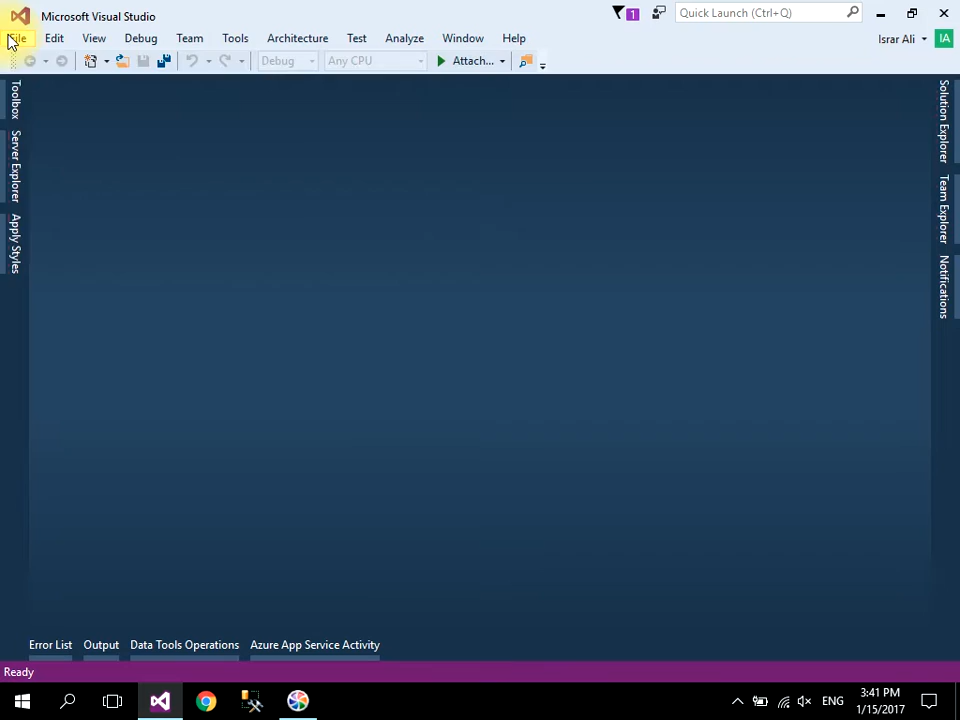 Microsoft Visual Studio
1
Quick Launch (Ctrl+Q)
File Edit View Debug Team Tools Architecture Test Analyze Window Help
Israr Ali IA
Debug Any CPU Attach...
Toolbox
Server Explorer
Apply Styles
Solution Explorer
Team Explorer
Notifications
Error List Output Data Tools Operations Azure App Service Activity
Ready
ENG
3:41 PM
1/15/2017